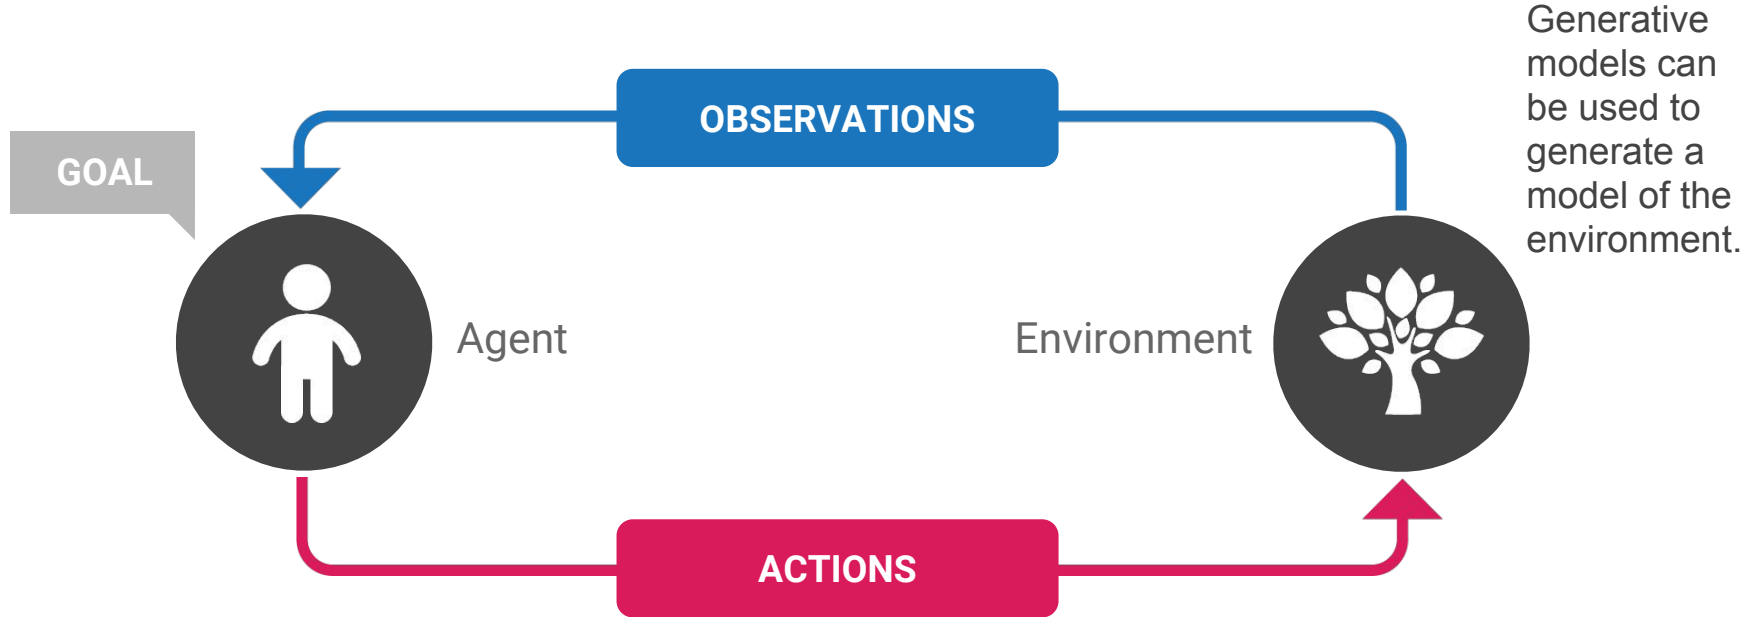 Generative
models can
be used to
generate a
model of the
environment.
OBSERVATIONS
GOAL
Agent
Environment
ACTIONS